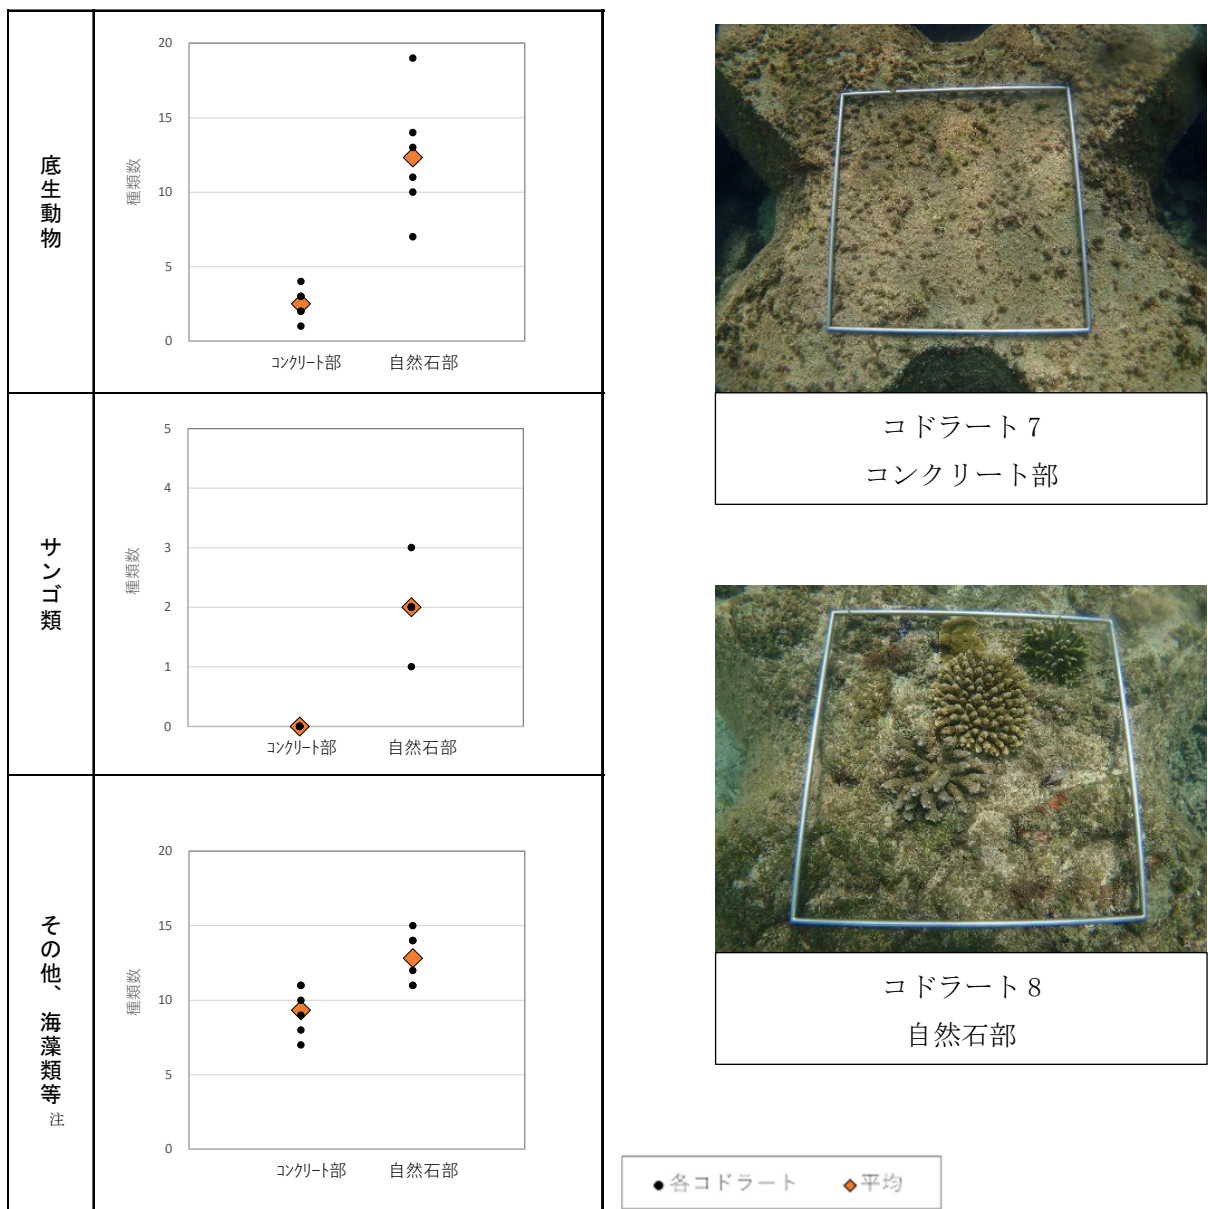 底生動物
種類数
20
15
10
5
0
コンクリート部 自然石部
サンゴ類
種類数
5
4
3
2
1
0
コンクリート部 自然石部
その他、海藻類等
注
種類数
20
15
10
5
0
コンクリート部 自然石部
コドラート 7
コンクリート部
コドラート 8
自然石部
各コドラート 平均